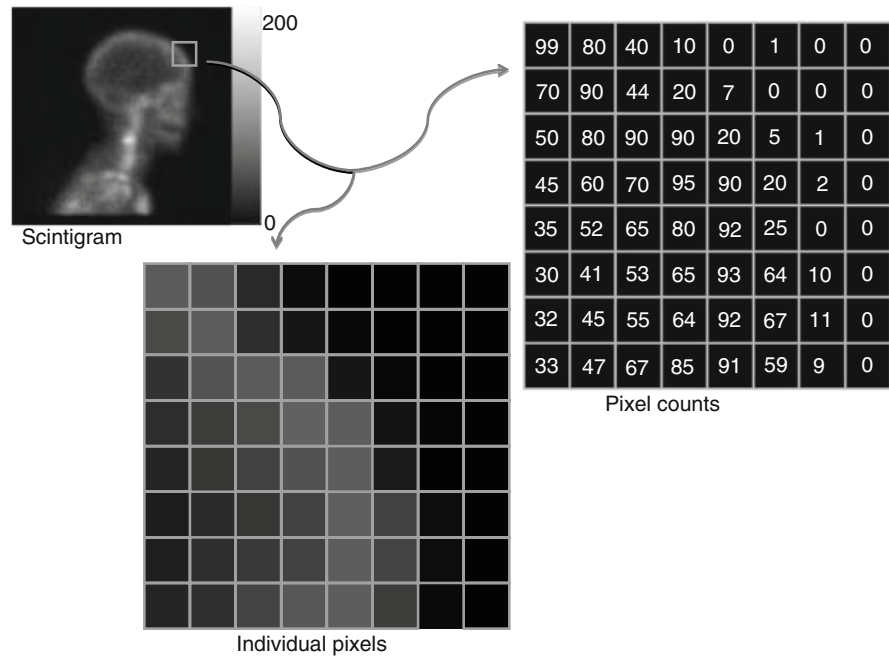 200
0
Scintigram
99 80 40 10 0 1 0 0
70 90 44 20 7 0 0 0
50 80 90 90 20 5 1 0
45 60 70 95 90 20 2 0
35 52 65 80 92 25 0 0
30 41 53 65 93 64 10 0
32 45 55 64 92 67 11 0
33 47 67 85 91 59 9 0
Pixel counts
Individual pixels